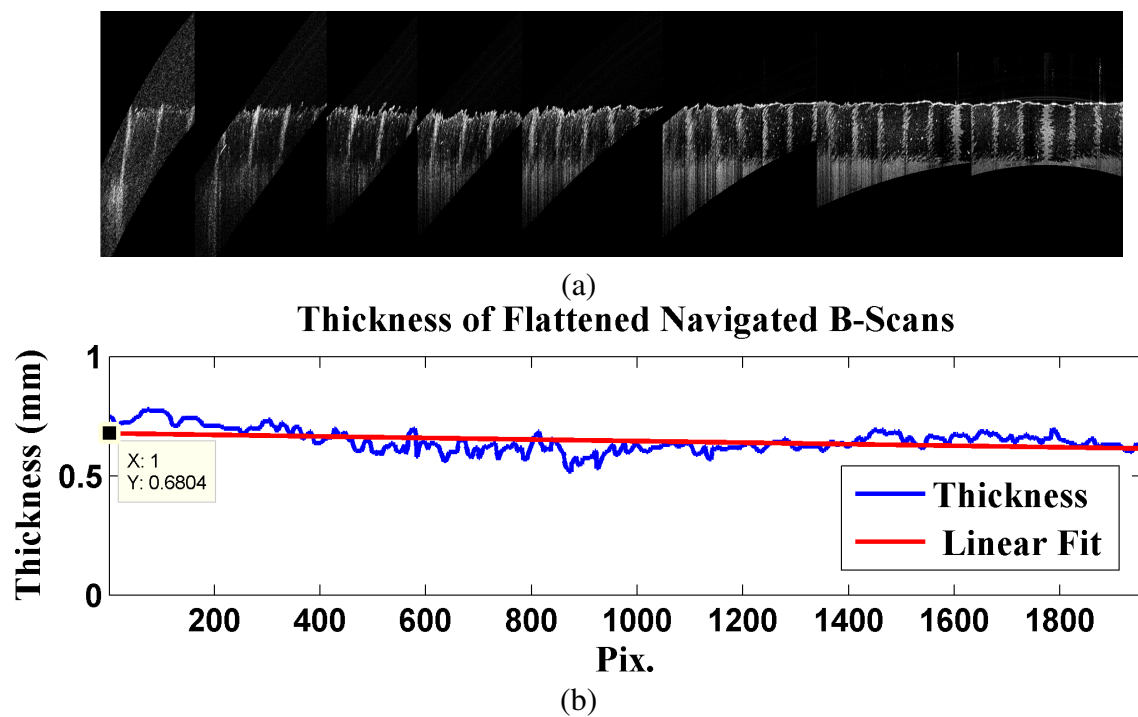 (a)
Thickness of Flattened Navigated B-Scans
Thickness (mm)
1
0.5
0
X: 1
Y: 0.6804
Thickness
Linear Fit
200 400 600 800 1000 1200 1400 1600 1800
Pix.
(b)